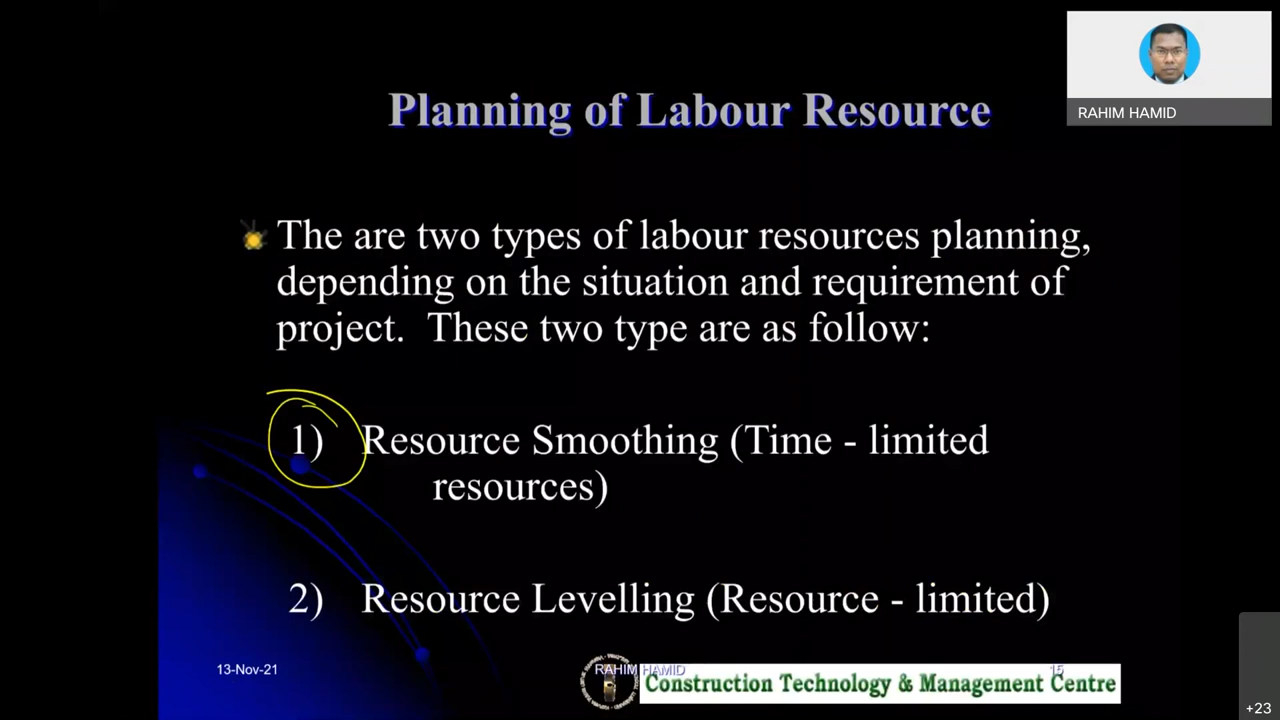 RAHIM HAMID
Planning of Labour Resource
The are two types of labour resources planning,
depending on the situation and requirement of
project. These two type are as follow:
1) Resource Smoothing (Time - limited
resources)
2) Resource Levelling (Resource - limited)
13-Nov-21
RAHIM HAMID
15
Construction Technology & Management Centre
+23